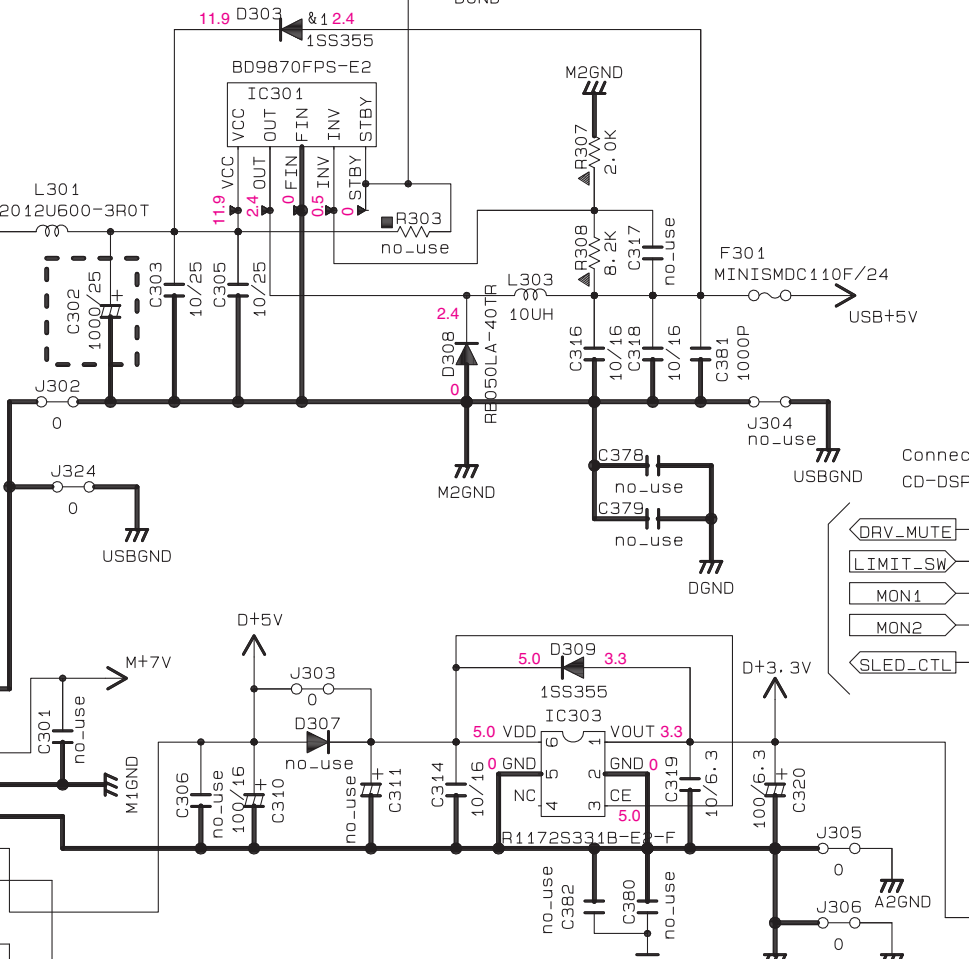 DGND
11.9 D303 &1 2.4
1SS355
BD9870FPS-E2
IC301
VCC
OUT
FIN
INV
STBY
VCC
OUT
FIN
INV
STBY
11.9
2.4
0
0.5
0
M2GND
R307
2.0K
R308
8.2K
C317
no_use
L301
2012U600-3R0T
R303
no_use
F301
MINISMDC110F/24
USB+5V
L303
10UH
C302
1000/25
+
C303
10/25
C305
10/25
2.4
D308
0
RB050LA-40TR
C316
10/16
C318
10/16
C381
1000P
J302
0
J304
no_use
USBGND
J324
0
USBGND
M2GND
C378
no_use
C379
no_use
DGND
Connec
CD-DSP
DRV_MUTE
LIMIT_SW
MON1
MON2
SLED_CTL
D+5V
M+7V
J303
0
D307
no_use
C301
no_use
M1GND
C306
no_use
100/16
+
C310
no_use
+
C311
5.0 D309 3.3
1SS355
IC303
5.0 VDD
6
1
VOUT 3.3
0 GND
5
2
GND 0
NC
4
3
CE
5.0
R1172S331B-E2-F
C314
10/16
C319
10/6.3
D+3.3V
100/6.3
+
C320
no_use
C382
C380
no_use
J305
0
A2GND
J306
0